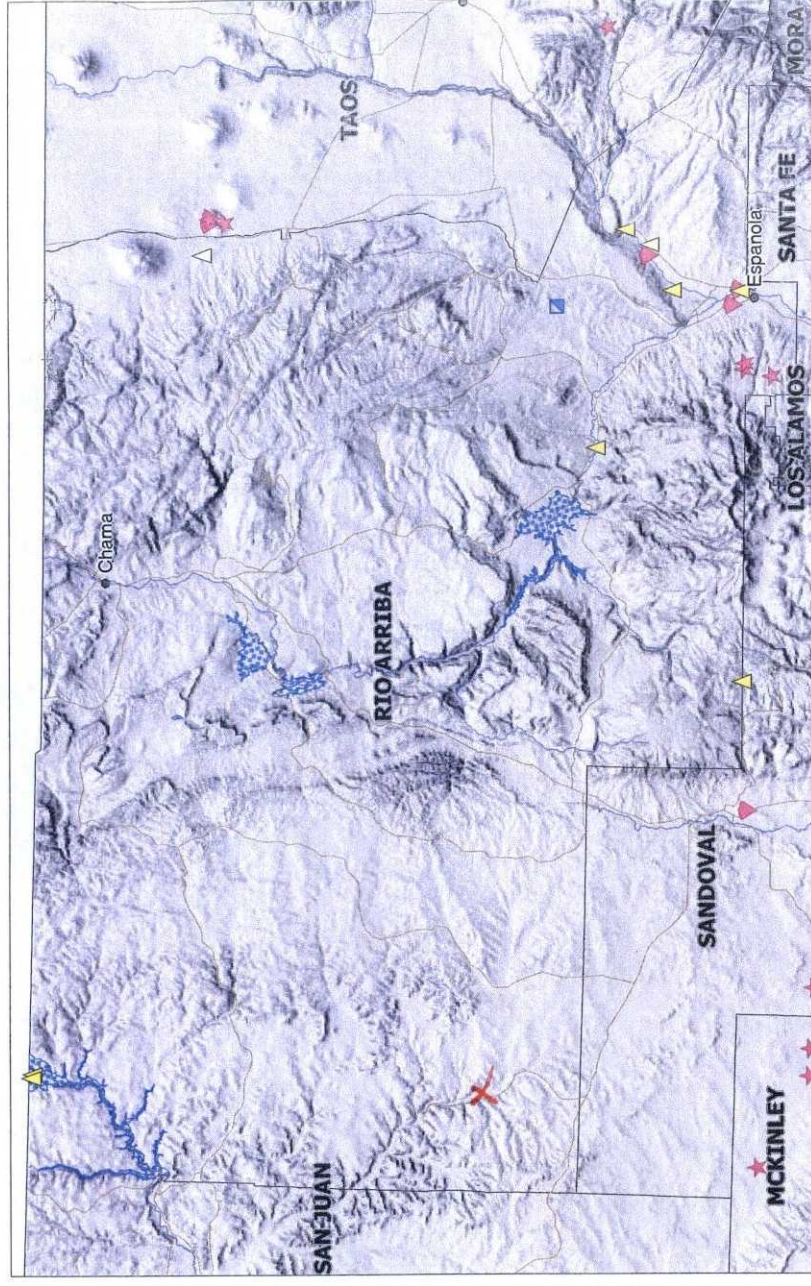 Chama
TAOS
RIO ARRIBA
SAN JUAN
Espanola
SANTA FE
MORA
LOS ALAMOS
SANDOVAL
MCKINLEY